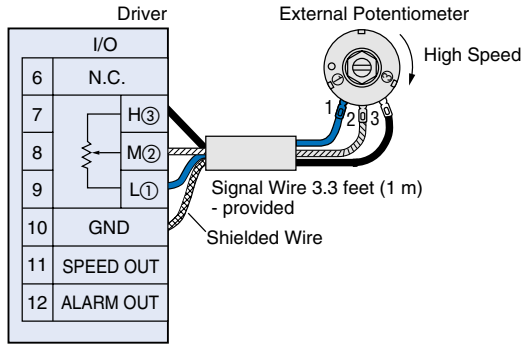 Driver
External Potentiometer
I/O
High Speed
6 N.C.
7 H③
8 M②
9 L①
10 GND
11 SPEED OUT
12 ALARM OUT
1 2 3
Signal Wire 3.3 feet (1 m)
- provided
Shielded Wire